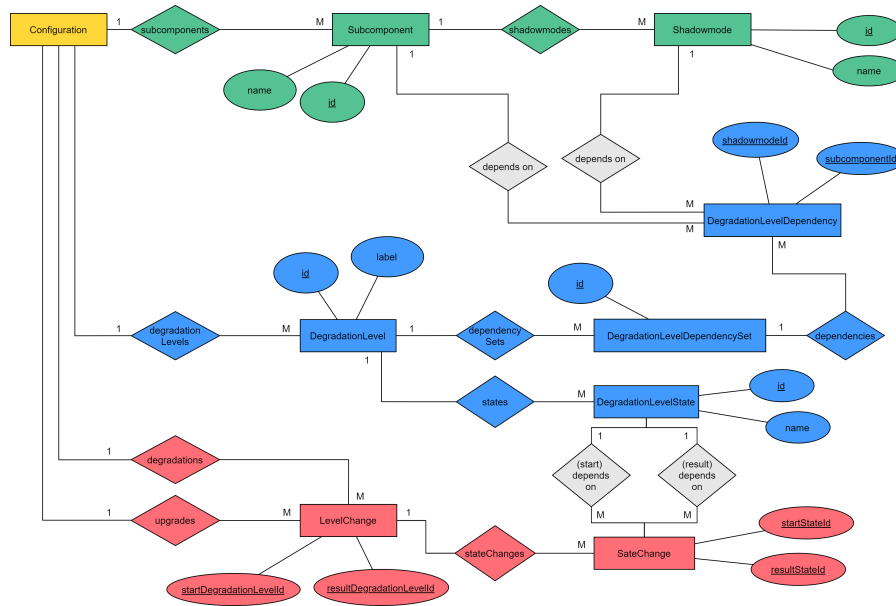 Configuration
1
subcomponents
M
Subcomponent
1
shadowmodes
M
Shadowmode
id
name
name
id
1
1
depends on
depends on
shadowmodeId
subcomponentId
M
M
DegradationLevelDependency
M
id
label
id
1
degradation
Levels
M
DegradationLevel
1
dependency
Sets
M
DegradationLevelDependencySet
1
dependencies
1
states
M
DegradationLevelState
id
name
1
1
(start)
depends
on
(result)
depends
on
1
degradations
M
M
M
1
upgrades
M
LevelChange
1
stateChanges
M
SateChange
startStateId
resultStateId
startDegradationLevelId
resultDegradationLevelId